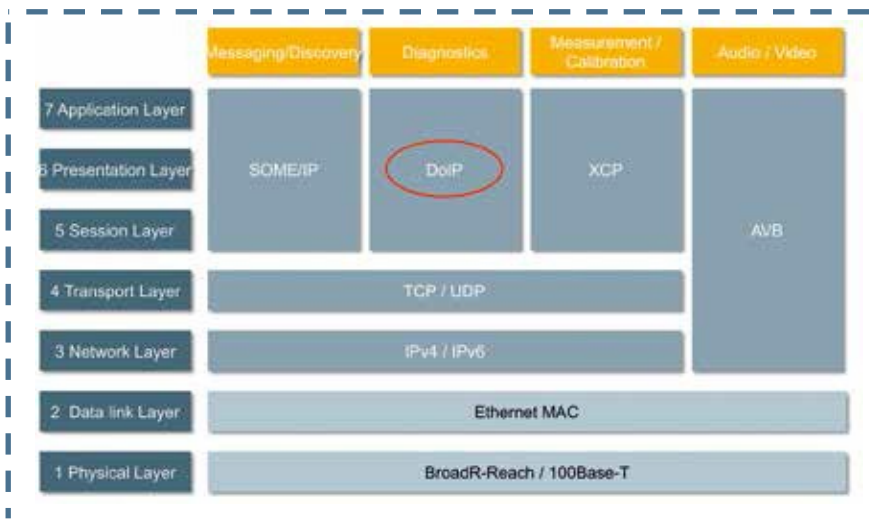 Messaging/Discovery
Diagnostics
Measurement /
Calibration
Audio / Video
7 Application Layer
6 Presentation Layer
SOME/IP
DoIP
XCP
5 Session Layer
AVB
4 Transport Layer
TCP / UDP
3 Network Layer
IPv4 / IPv6
2 Data link Layer
Ethernet MAC
1 Physical Layer
BroadR-Reach / 100Base-T